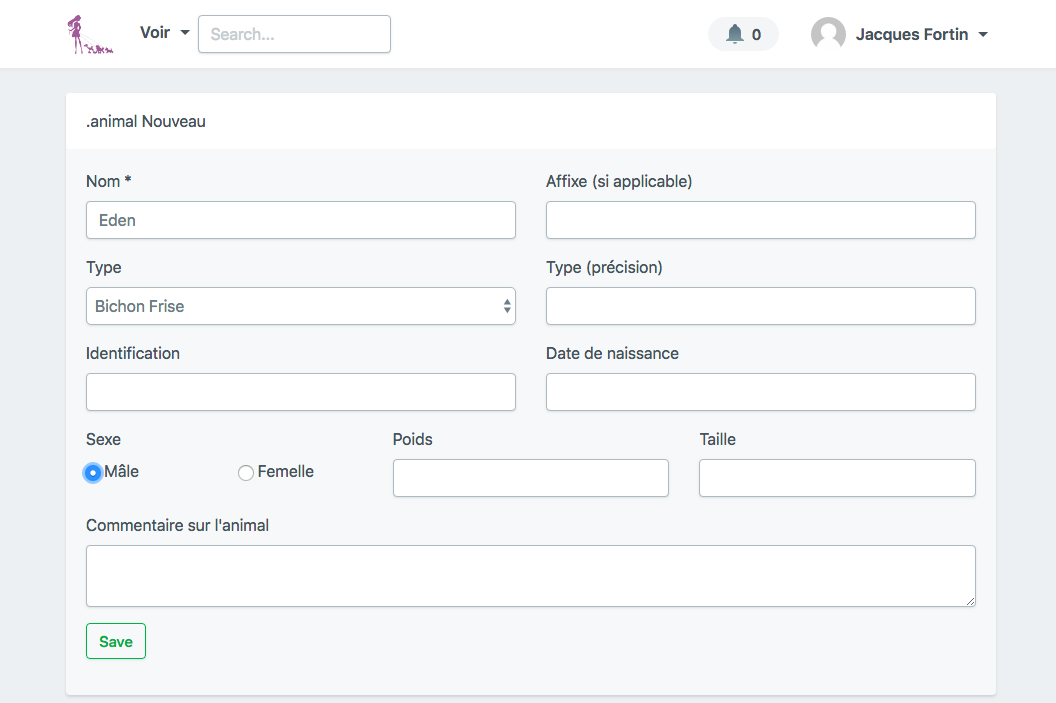 Voir Search... 0 Jacques Fortin
.animal Nouveau
Nom * Affixe (si applicable)
Eden
Type Type (précision)
Bichon Frise
Identification Date de naissance
Sexe Poids Taille
Mâle Femelle
Commentaire sur l'animal
Save